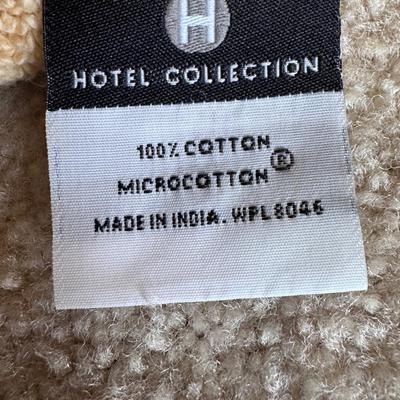 H
HOTEL COLLECTION
100% COTTON
MICROCOTTON®
MADE IN INDIA. WPL8046